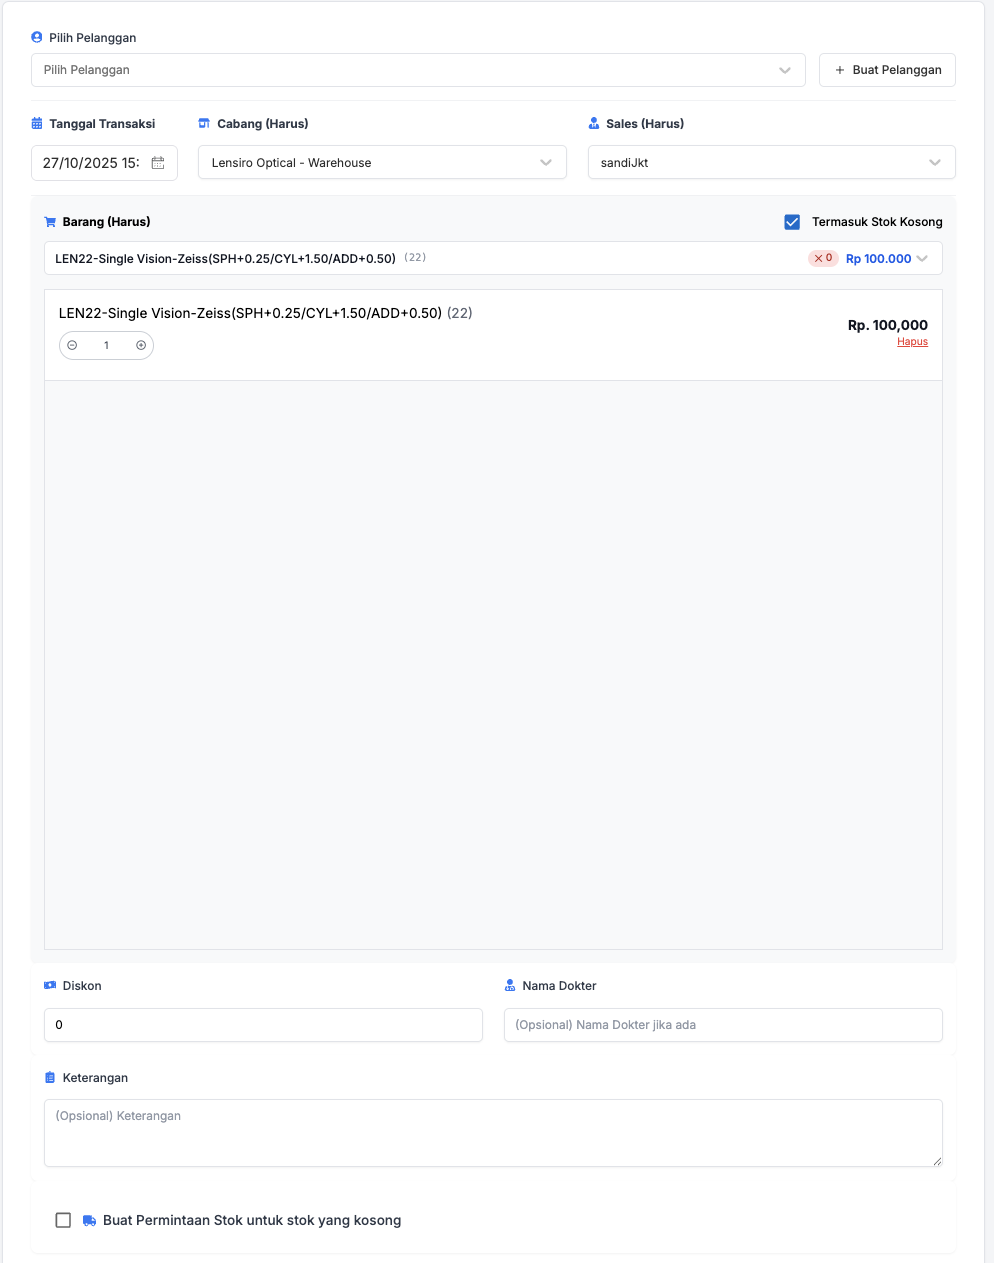 Pilih Pelanggan
Pilih Pelanggan
+ Buat Pelanggan
Tanggal Transaksi
Cabang (Harus)
Sales (Harus)
27/10/2025 15:
Lensiro Optical - Warehouse
sandiJkt
Barang (Harus)
Termasuk Stok Kosong
LEN22-Single Vision-Zeiss(SPH+0.25/CYL+1.50/ADD+0.50) (22)
× 0 Rp 100.000
LEN22-Single Vision-Zeiss(SPH+0.25/CYL+1.50/ADD+0.50) (22)
Rp. 100,000
1
Hapus
Diskon
Nama Dokter
0
(Opsional) Nama Dokter jika ada
Keterangan
(Opsional) Keterangan
Buat Permintaan Stok untuk stok yang kosong